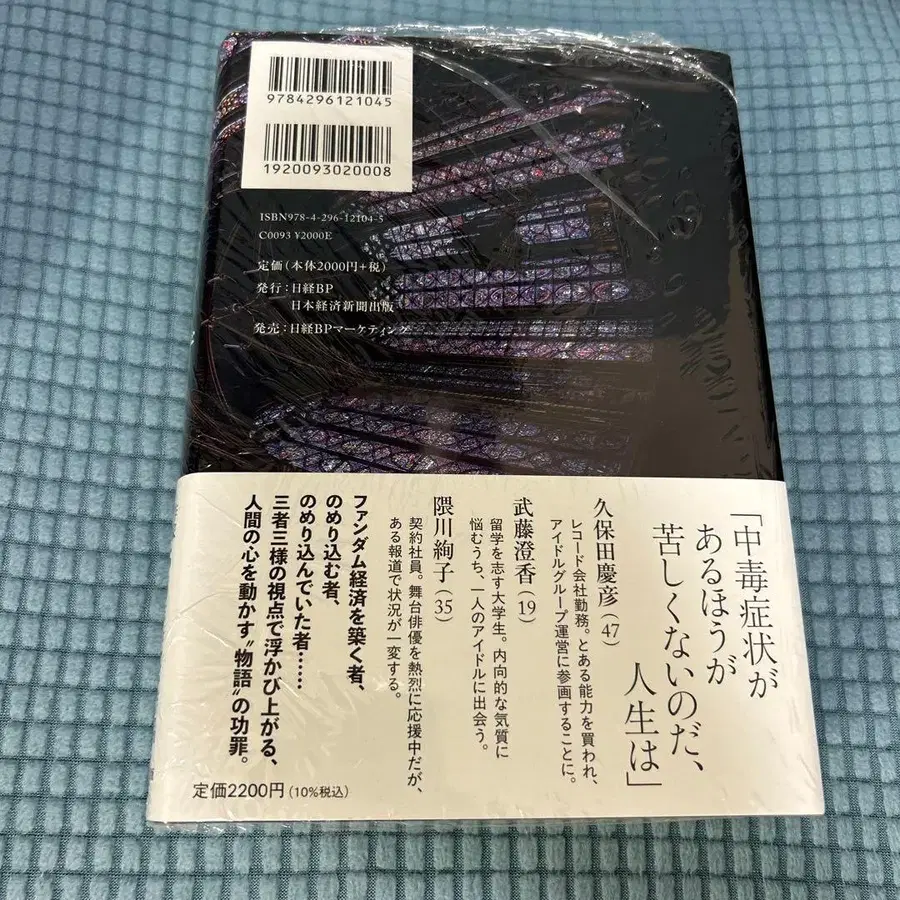 9784296121045
1920093020008
ISBN978-4-296-12104-5
C0093 ¥2000E
定価(本体2000円+税)
発行:日経BP
日本経済新聞出版
発売:日経BPマーケティング
「中毒症状が
あるほうが
苦しくないのだ、
人生は」
久保田慶彦(47)
レコード会社勤務。とある能力を買われ、
アイドルグループ運営に参画することに。
武藤澄香(19)
留学を志す大学生。内向的な気質に
悩むうち、一人のアイドルに出会う。
隈川絢子(35)
契約社員。舞台俳優を熱烈に応援中だが、
ある報道で状況が一変する。
ファンダム経済を築く者、
のめり込む者、
のめり込んでいた者……
三者三様の視点で浮かび上がる、
人間の心を動かす“物語”の功罪。
定価2200円(10%税込)